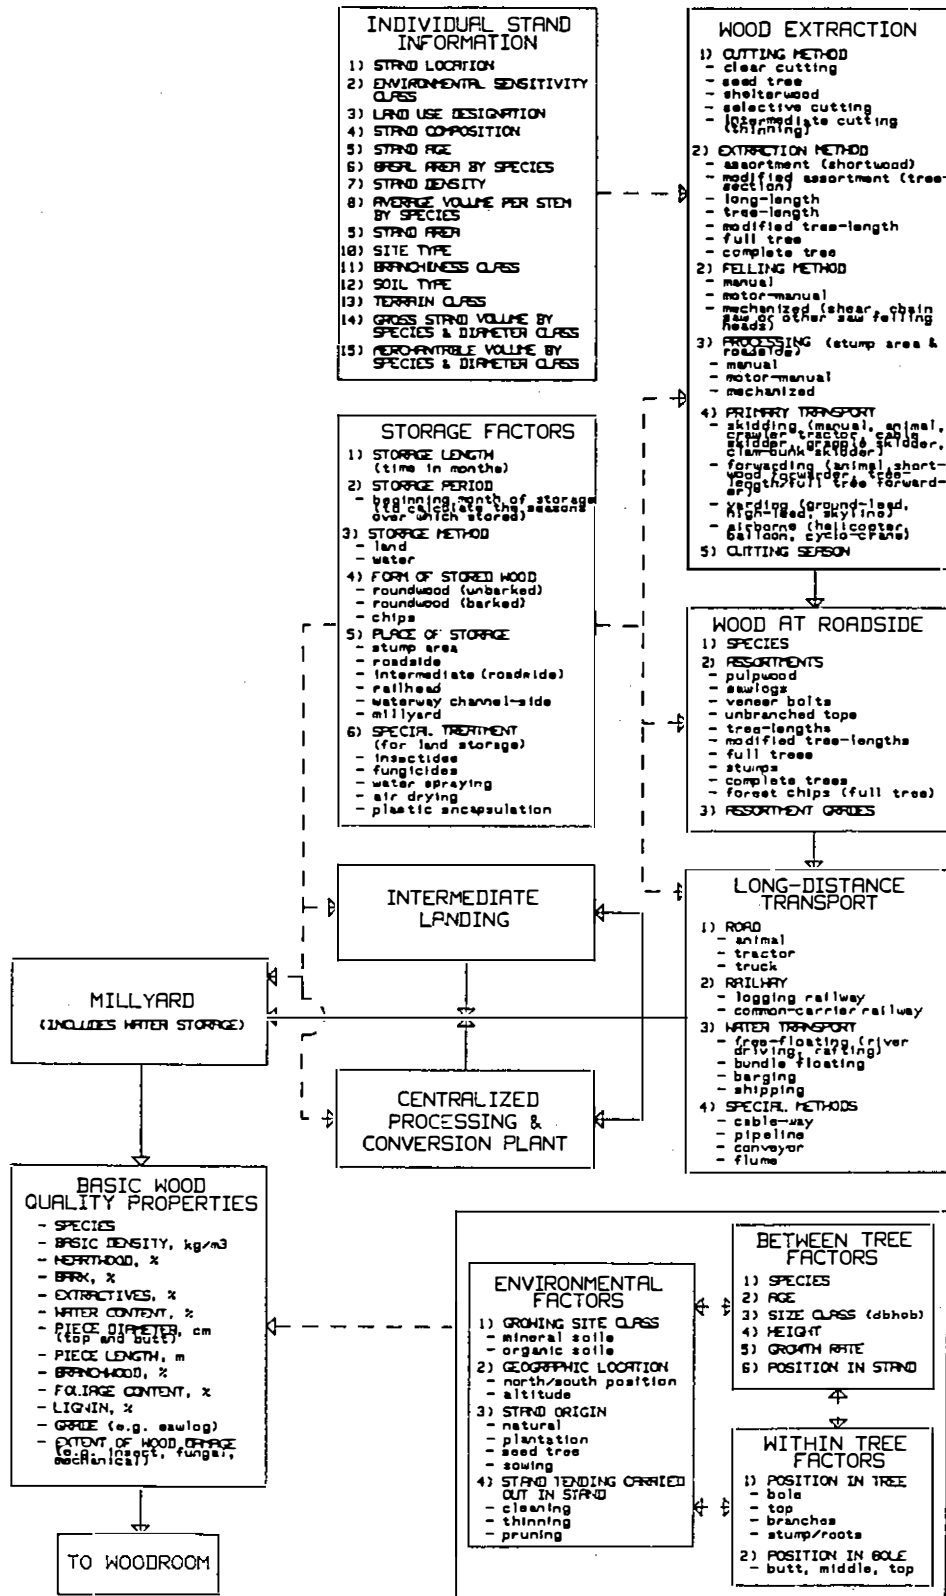 INDIVIDUAL STAND
INFORMATION
1) STAND LOCATION
2) ENVIRONMENTAL SENSITIVITY
CLASS
3) LAND USE DESIGNATION
4) STAND COMPOSITION
5) STAND AGE
6) BASAL AREA BY SPECIES
7) STAND DENSITY
8) AVERAGE VOLUME PER STEM
BY SPECIES
9) STAND AREA
10) SITE TYPE
11) BRANCHINESS CLASS
12) SOIL TYPE
13) TERRAIN CLASS
14) GROSS STAND VOLUME BY
SPECIES & DIAMETER CLASS
15) MERCHANTABLE VOLUME BY
SPECIES & DIAMETER CLASS
WOOD EXTRACTION
1) CUTTING METHOD
- clear cutting
- seed tree
- shelterwood
- selective cutting
- intermediate cutting
(thinning)
2) EXTRACTION METHOD
- assortment (shortwood)
- modified assortment (tree-
section)
- long-length
- tree-length
- modified tree-length
- full tree
- complete tree
2) FELLING METHOD
- manual
- motor-manual
- mechanized (shear, chain
saw or other saw felling
heads)
3) PROCESSING (stump area &
roadside)
- manual
- motor-manual
- mechanized
4) PRIMARY TRANSPORT
- skidding (manual, animal,
crawler tractor, cable
skidder, grapple skidder,
clam-bunk skidder)
- forwarding (animal, short-
wood forwarder, tree-
length/full tree forward-
er)
- yarding (ground-lead,
high-lead, skyline)
- airborne (helicopter,
balloon, cyclo-crane)
5) CUTTING SEASON
STORAGE FACTORS
1) STORAGE LENGTH
(time in months)
2) STORAGE PERIOD
- beginning month of storage
(to calculate the seasons
over which stored)
3) STORAGE METHOD
- land
- water
4) FORM OF STORED WOOD
- roundwood (unbarked)
- roundwood (barked)
- chips
5) PLACE OF STORAGE
- stump area
- roadside
- intermediate (roadside)
- railhead
- waterway channel-side
- millyard
6) SPECIAL TREATMENT
(for land storage)
- insectides
- fungicides
- water spraying
- air drying
- plastic encapsulation
WOOD AT ROADSIDE
1) SPECIES
2) ASSORTMENTS
- pulpwood
- sawlogs
- veneer bolts
- unbranched tops
- tree-lengths
- modified tree-lengths
- full trees
- stumps
- complete trees
- forest chips (full tree)
3) ASSORTMENT GRADES
INTERMEDIATE
LANDING
LONG-DISTANCE
TRANSPORT
1) ROAD
- animal
- tractor
- truck
2) RAILWAY
- logging railway
- common-carrier railway
3) WATER TRANSPORT
- free-floating (river
driving, rafting)
- bundle floating
- barging
- shipping
4) SPECIAL METHODS
- cable-way
- pipeline
- conveyor
- flume
MILLYARD
(INCLUDES WATER STORAGE)
CENTRALIZED
PROCESSING &
CONVERSION PLANT
BASIC WOOD
QUALITY PROPERTIES
- SPECIES
- BASIC DENSITY, kg/m3
- HEARTWOOD, %
- BARK, %
- EXTRACTIVES, %
- WATER CONTENT, %
- PIECE DIAMETER, cm
(top and butt)
- PIECE LENGTH, m
- BRANCHWOOD, %
- FOLIAGE CONTENT, %
- LIGNIN, %
- GRADE (e.g. sawlog)
- EXTENT OF WOOD DAMAGE
(e.g. insect, fungal,
mechanical)
TO WOODROOM
ENVIRONMENTAL
FACTORS
1) GROWING SITE CLASS
- mineral soils
- organic soils
2) GEOGRAPHIC LOCATION
- north/south position
- altitude
3) STAND ORIGIN
- natural
- plantation
- seed tree
- sowing
4) STAND TENDING CARRIED
OUT IN STAND
- cleaning
- thinning
- pruning
BETWEEN TREE
FACTORS
1) SPECIES
2) AGE
3) SIZE CLASS (dbhob)
4) HEIGHT
5) GROWTH RATE
6) POSITION IN STAND
WITHIN TREE
FACTORS
1) POSITION IN TREE
- bole
- top
- branches
- stump/roots
2) POSITION IN BOLE
- butt, middle, top